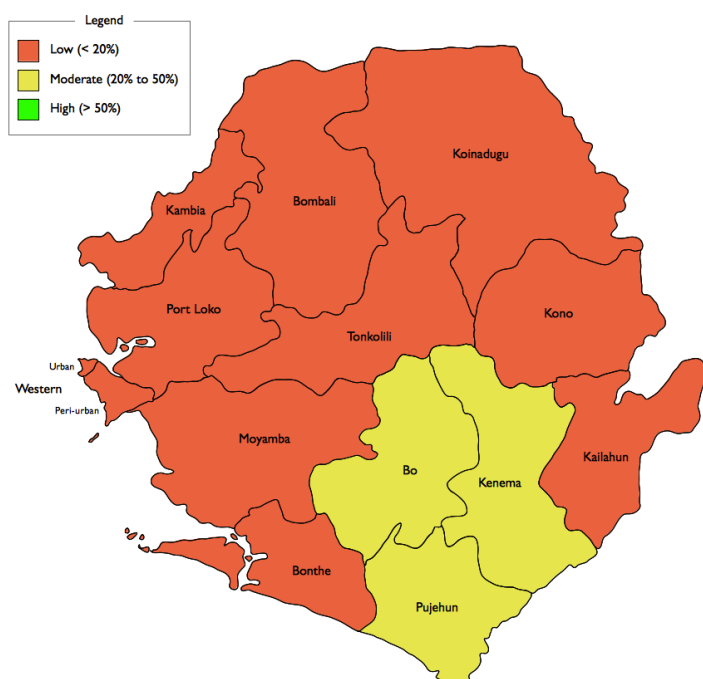 Legend
Low (< 20%)
Moderate (20% to 50%)
High (> 50%)
Koinadugu
Bombali
Kambia
Port Loko
Kono
Tonkolili
Urban
Western
Peri-urban
Moyamba
Kailahun
Bo
Kenema
Bonthe
Pujehun